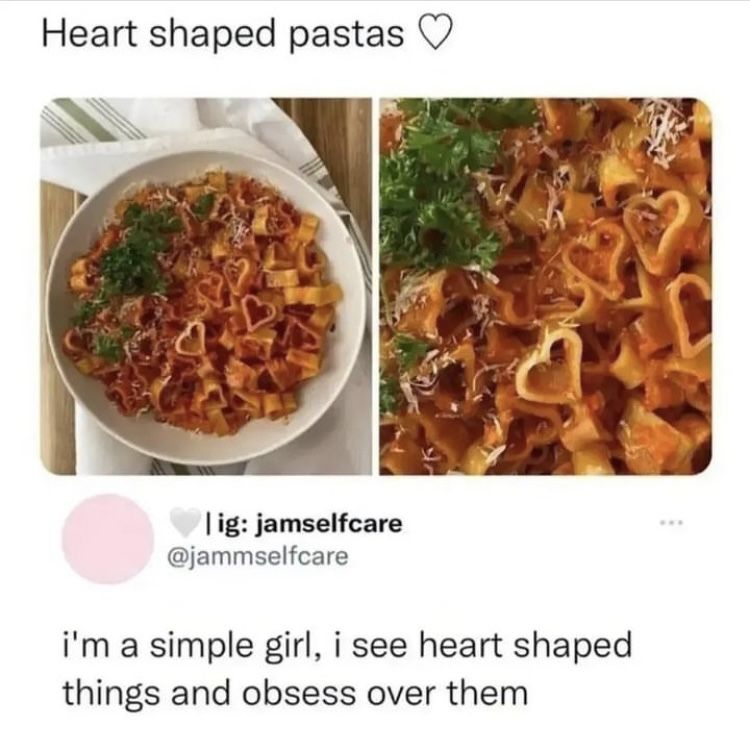 Heart shaped pastas ♡
🤍 | ig: jamselfcare
@jammselfcare
i'm a simple girl, i see heart shaped
things and obsess over them